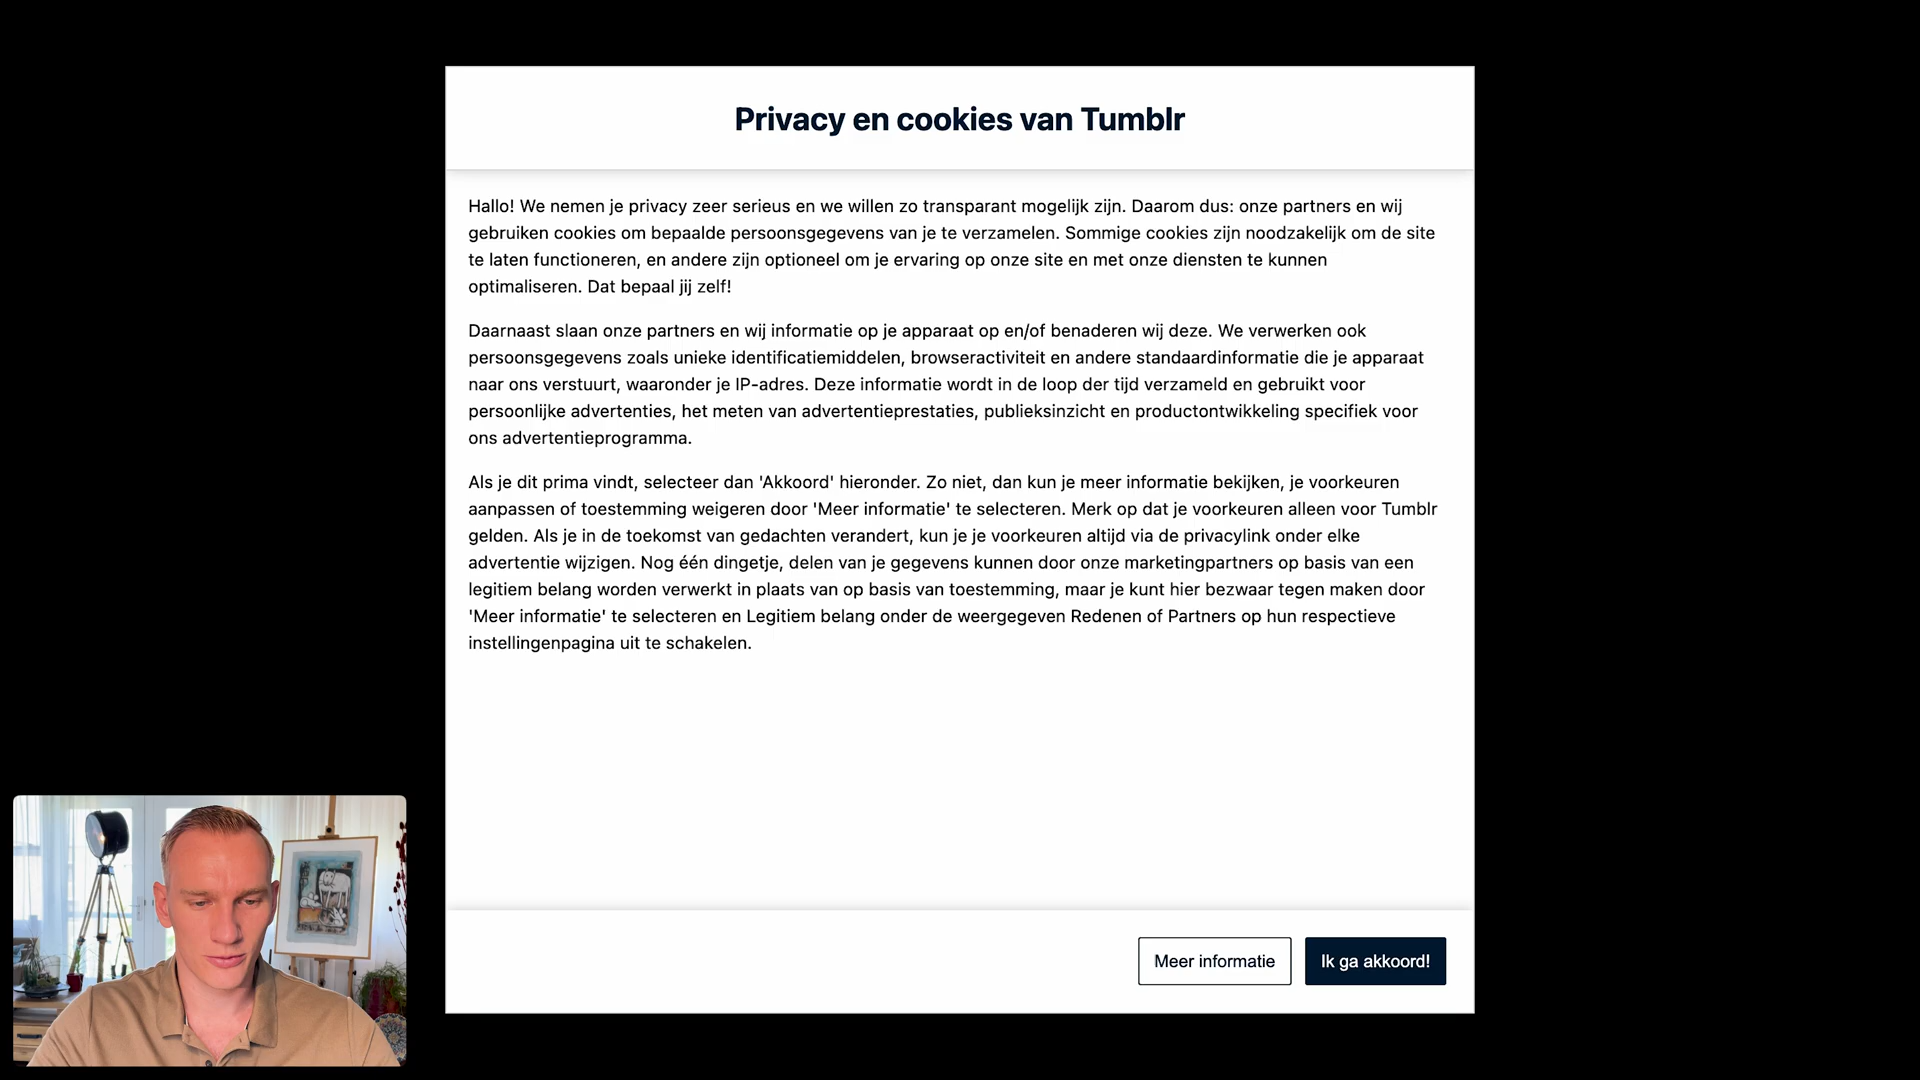 Privacy en cookies van Tumblr
Hallo! We nemen je privacy zeer serieus en we willen zo transparant mogelijk zijn. Daarom dus: onze partners en wij
gebruiken cookies om bepaalde persoonsgegevens van je te verzamelen. Sommige cookies zijn noodzakelijk om de site
te laten functioneren, en andere zijn optioneel om je ervaring op onze site en met onze diensten te kunnen
optimaliseren. Dat bepaal jij zelf!
Daarnaast slaan onze partners en wij informatie op je apparaat op en/of benaderen wij deze. We verwerken ook
persoonsgegevens zoals unieke identificatiemiddelen, browseractiviteit en andere standaardinformatie die je apparaat
naar ons verstuurt, waaronder je IP-adres. Deze informatie wordt in de loop der tijd verzameld en gebruikt voor
persoonlijke advertenties, het meten van advertentieprestaties, publieksinzicht en productontwikkeling specifiek voor
ons advertentieprogramma.
Als je dit prima vindt, selecteer dan 'Akkoord' hieronder. Zo niet, dan kun je meer informatie bekijken, je voorkeuren
aanpassen of toestemming weigeren door 'Meer informatie' te selecteren. Merk op dat je voorkeuren alleen voor Tumblr
gelden. Als je in de toekomst van gedachten verandert, kun je je voorkeuren altijd via de privacylink onder elke
advertentie wijzigen. Nog één dingetje, delen van je gegevens kunnen door onze marketingpartners op basis van een
legitiem belang worden verwerkt in plaats van op basis van toestemming, maar je kunt hier bezwaar tegen maken door
'Meer informatie' te selecteren en Legitiem belang onder de weergegeven Redenen of Partners op hun respectieve
instellingenpagina uit te schakelen.
Meer informatie
Ik ga akkoord!